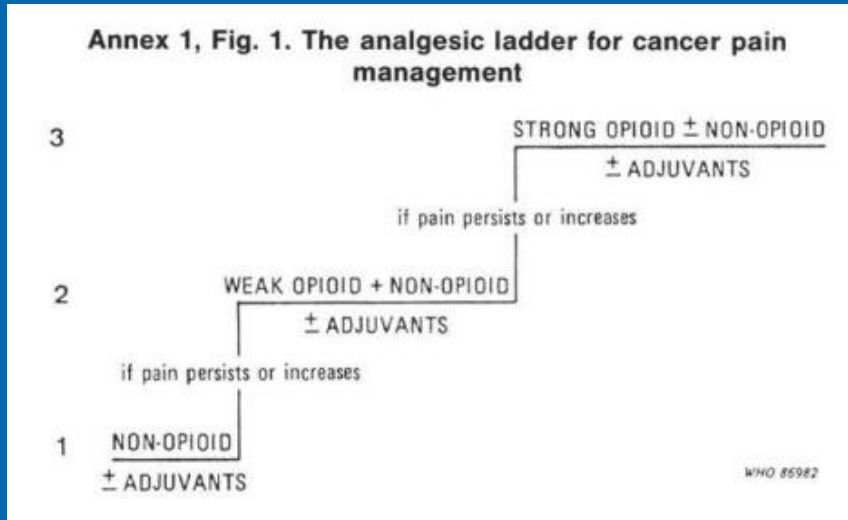 Annex 1, Fig. 1. The analgesic ladder for cancer pain
management
3
STRONG OPIOID ± NON-OPIOID
± ADJUVANTS
if pain persists or increases
2
WEAK OPIOID + NON-OPIOID
± ADJUVANTS
if pain persists or increases
1
NON-OPIOID
± ADJUVANTS
WHO 86982